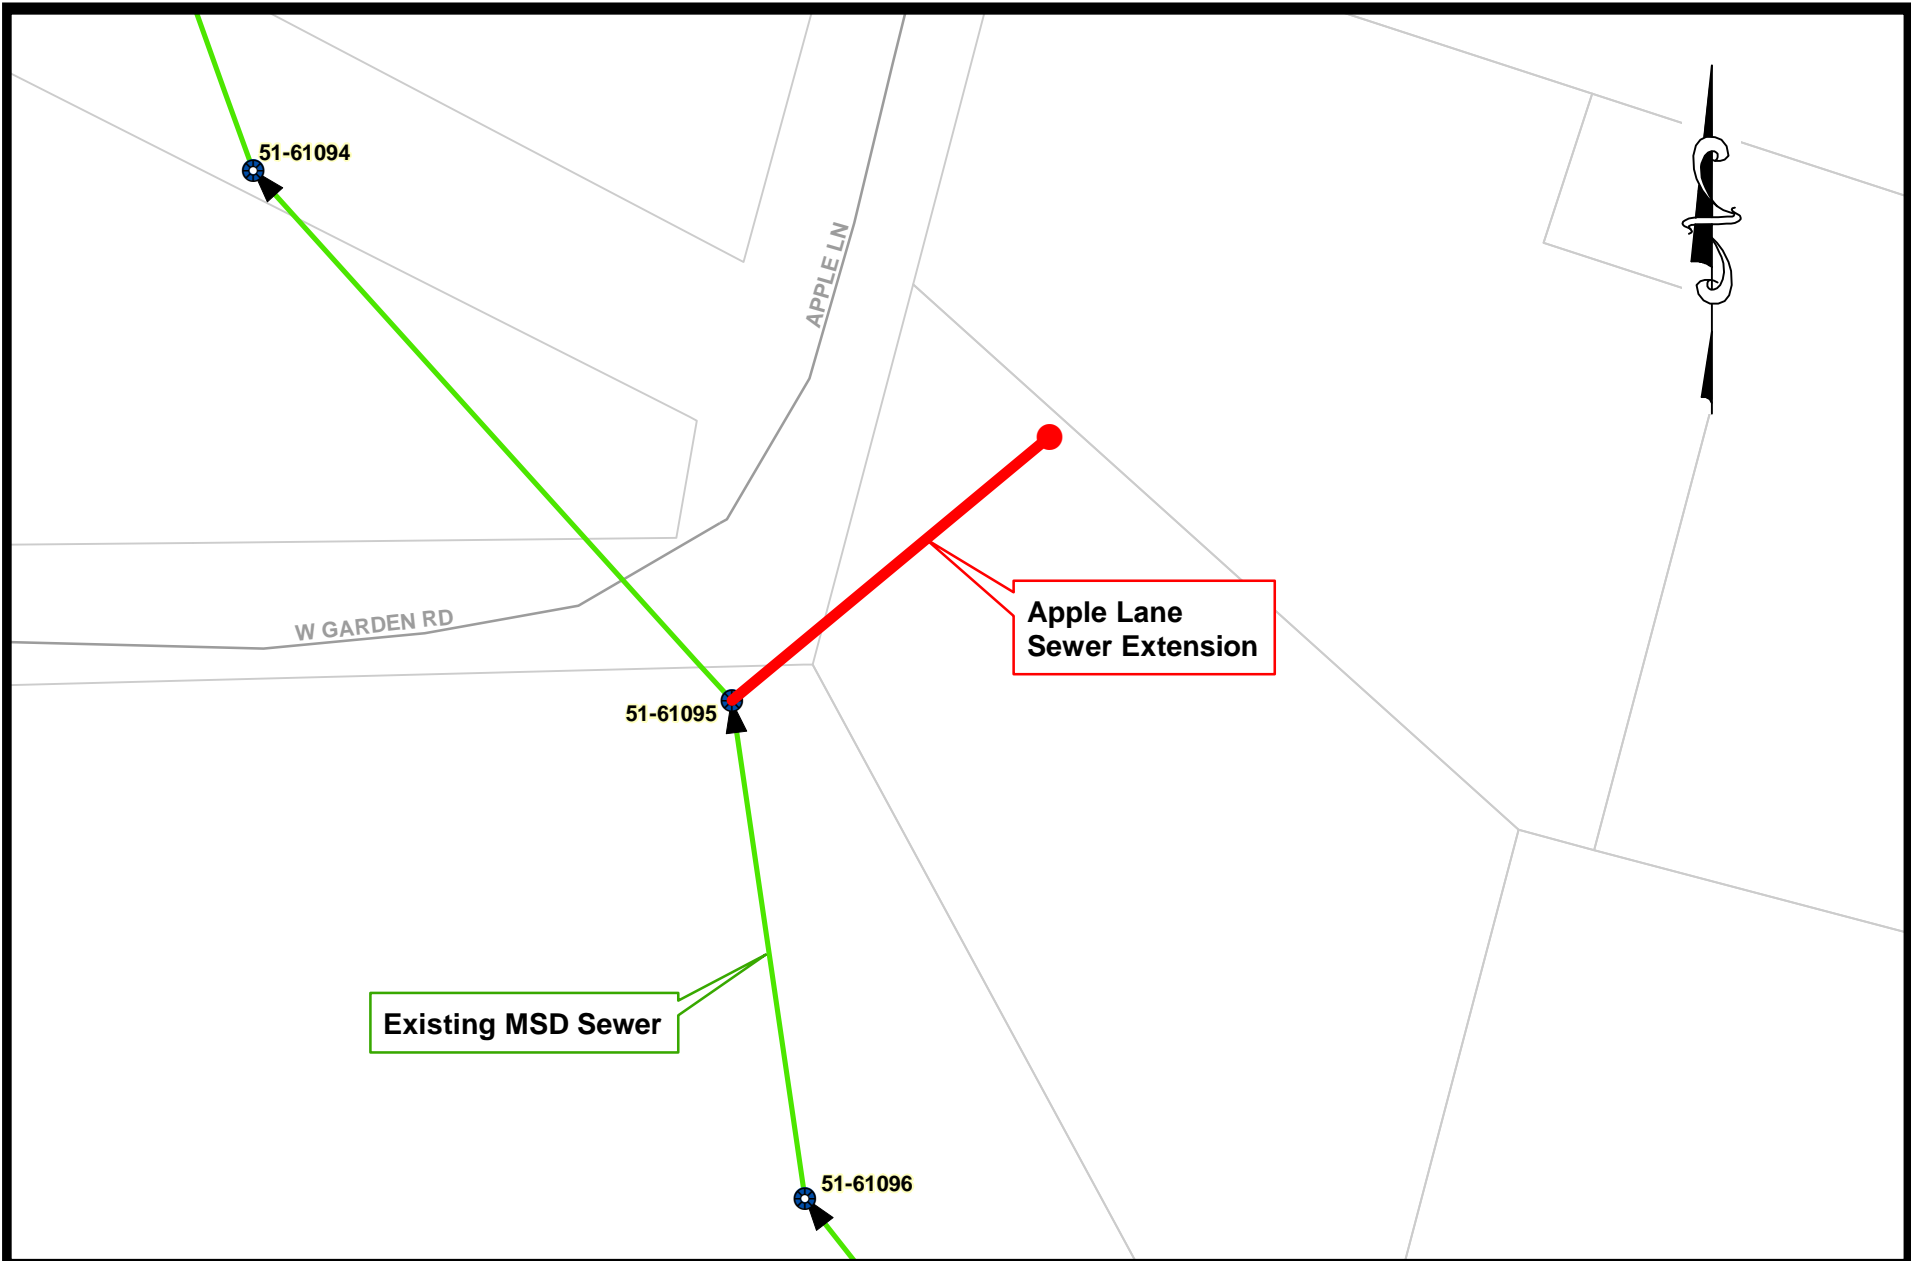 51-61094
APPLE LN
Apple Lane
Sewer Extension
W GARDEN RD
51-61095
Existing MSD Sewer
51-61096